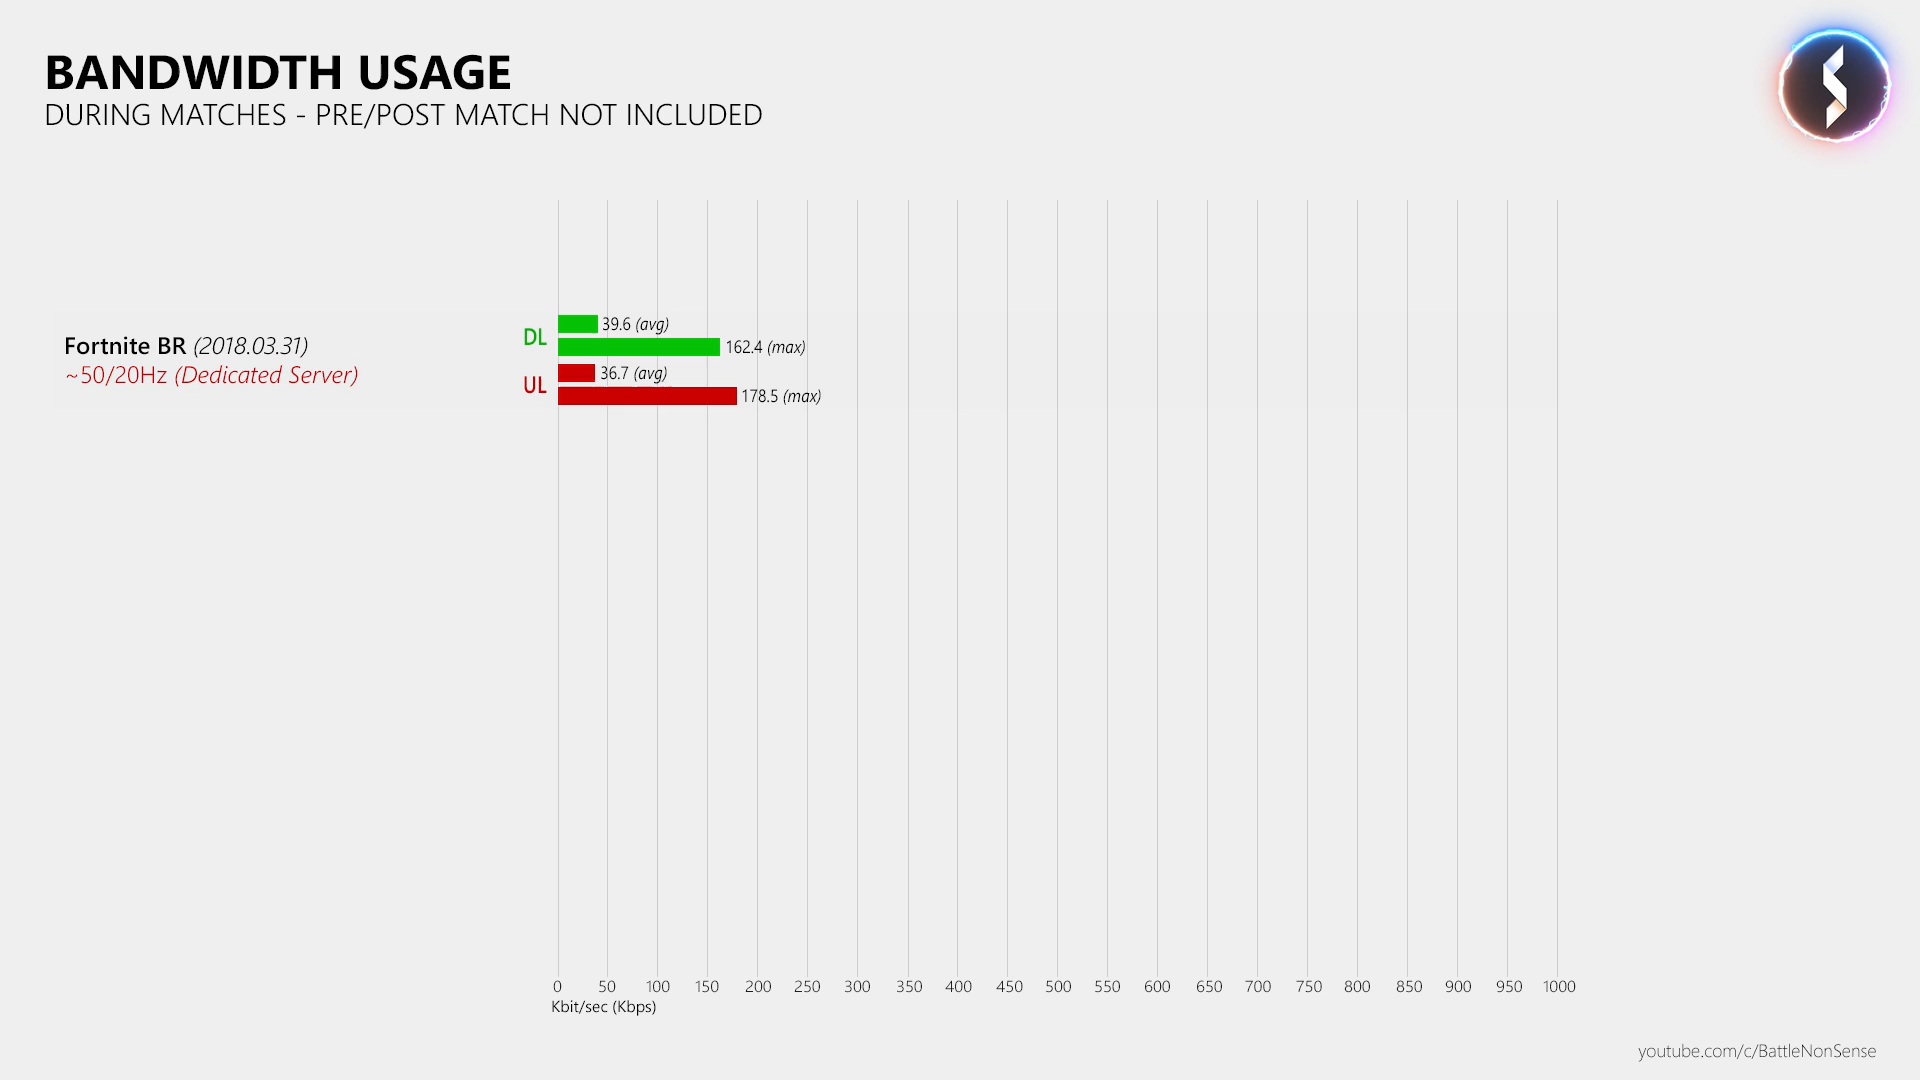 BANDWIDTH USAGE
DURING MATCHES - PRE/POST MATCH NOT INCLUDED
Fortnite BR (2018.03.31)
~50/20Hz (Dedicated Server)
DL
39.6 (avg)
162.4 (max)
UL
36.7 (avg)
178.5 (max)
0 50 100 150 200 250 300 350 400 450 500 550 600 650 700 750 800 850 900 950 1000
Kbit/sec (Kbps)
youtube.com/c/BattleNonSense